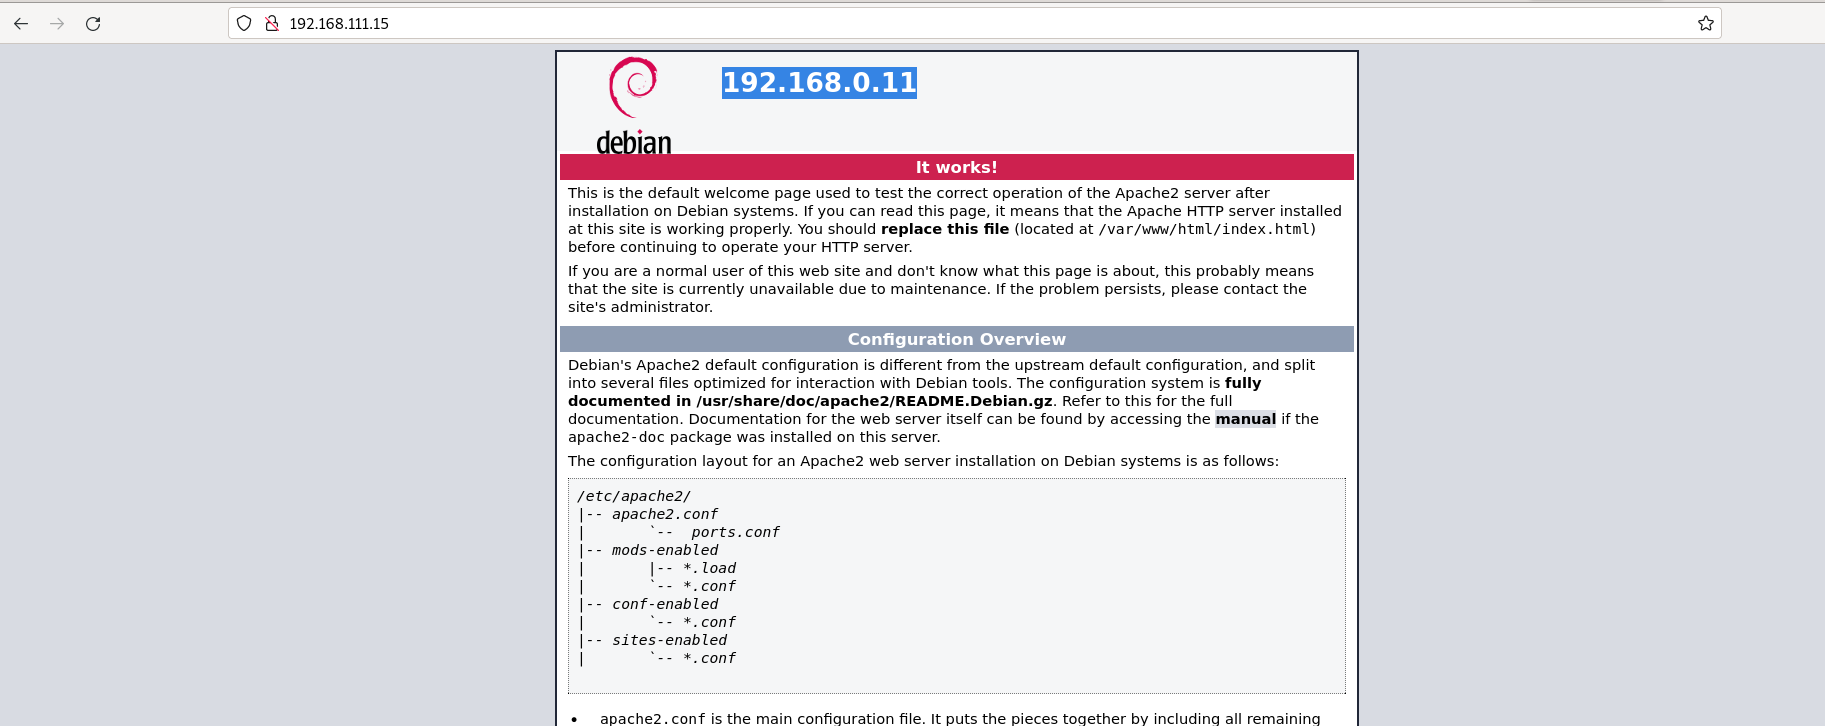 192.168.111.15
192.168.0.11
debian
It works!
This is the default welcome page used to test the correct operation of the Apache2 server after
installation on Debian systems. If you can read this page, it means that the Apache HTTP server installed
at this site is working properly. You should replace this file (located at /var/www/html/index.html)
before continuing to operate your HTTP server.
If you are a normal user of this web site and don't know what this page is about, this probably means
that the site is currently unavailable due to maintenance. If the problem persists, please contact the
site's administrator.
Configuration Overview
Debian's Apache2 default configuration is different from the upstream default configuration, and split
into several files optimized for interaction with Debian tools. The configuration system is fully
documented in /usr/share/doc/apache2/README.Debian.gz. Refer to this for the full
documentation. Documentation for the web server itself can be found by accessing the manual if the
apache2-doc package was installed on this server.
The configuration layout for an Apache2 web server installation on Debian systems is as follows:
/etc/apache2/
|-- apache2.conf
|       `--  ports.conf
|-- mods-enabled
|       |-- *.load
|       `-- *.conf
|-- conf-enabled
|       `-- *.conf
|-- sites-enabled
|       `-- *.conf
• apache2.conf is the main configuration file. It puts the pieces together by including all remaining